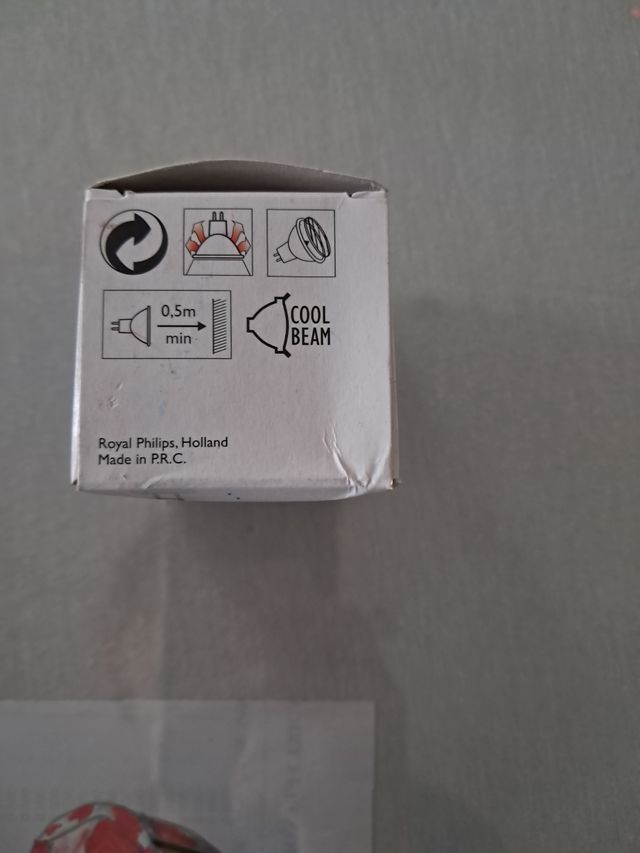 0,5m
min
COOL
BEAM
Royal Philips, Holland
Made in P.R.C.